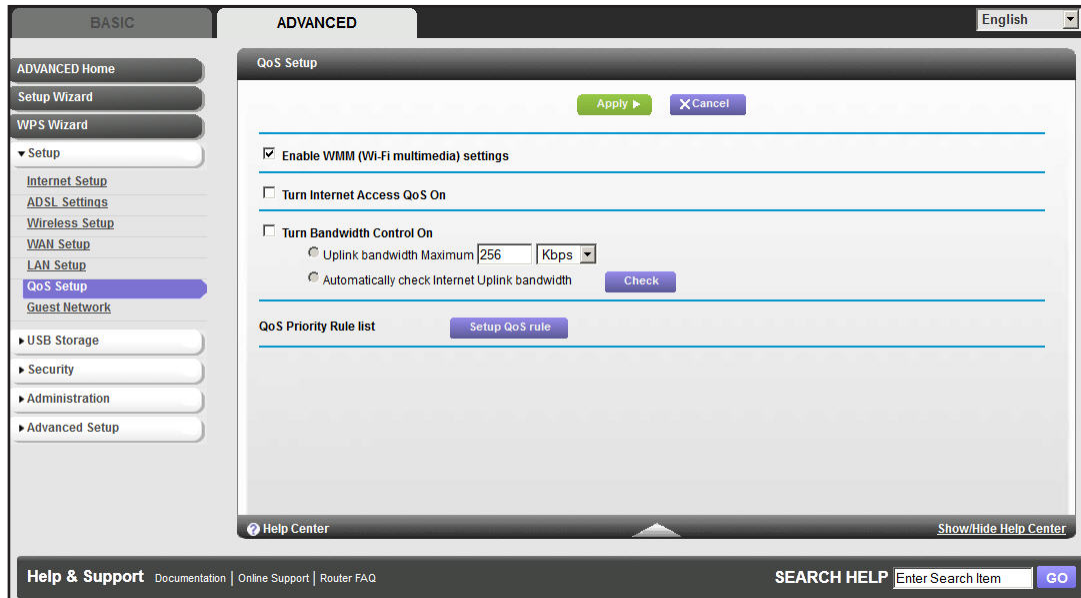 BASIC
ADVANCED
English
ADVANCED Home
Setup Wizard
WPS Wizard
Setup
Internet Setup
ADSL Settings
Wireless Setup
WAN Setup
LAN Setup
QoS Setup
Guest Network
USB Storage
Security
Administration
Advanced Setup
QoS Setup
Apply
Cancel
Enable WMM (Wi-Fi multimedia) settings
Turn Internet Access QoS On
Turn Bandwidth Control On
Uplink bandwidth Maximum 256 Kbps
Automatically check Internet Uplink bandwidth Check
QoS Priority Rule list Setup QoS rule
Help Center Show/Hide Help Center
Help & Support Documentation | Online Support | Router FAQ SEARCH HELP Enter Search Item GO